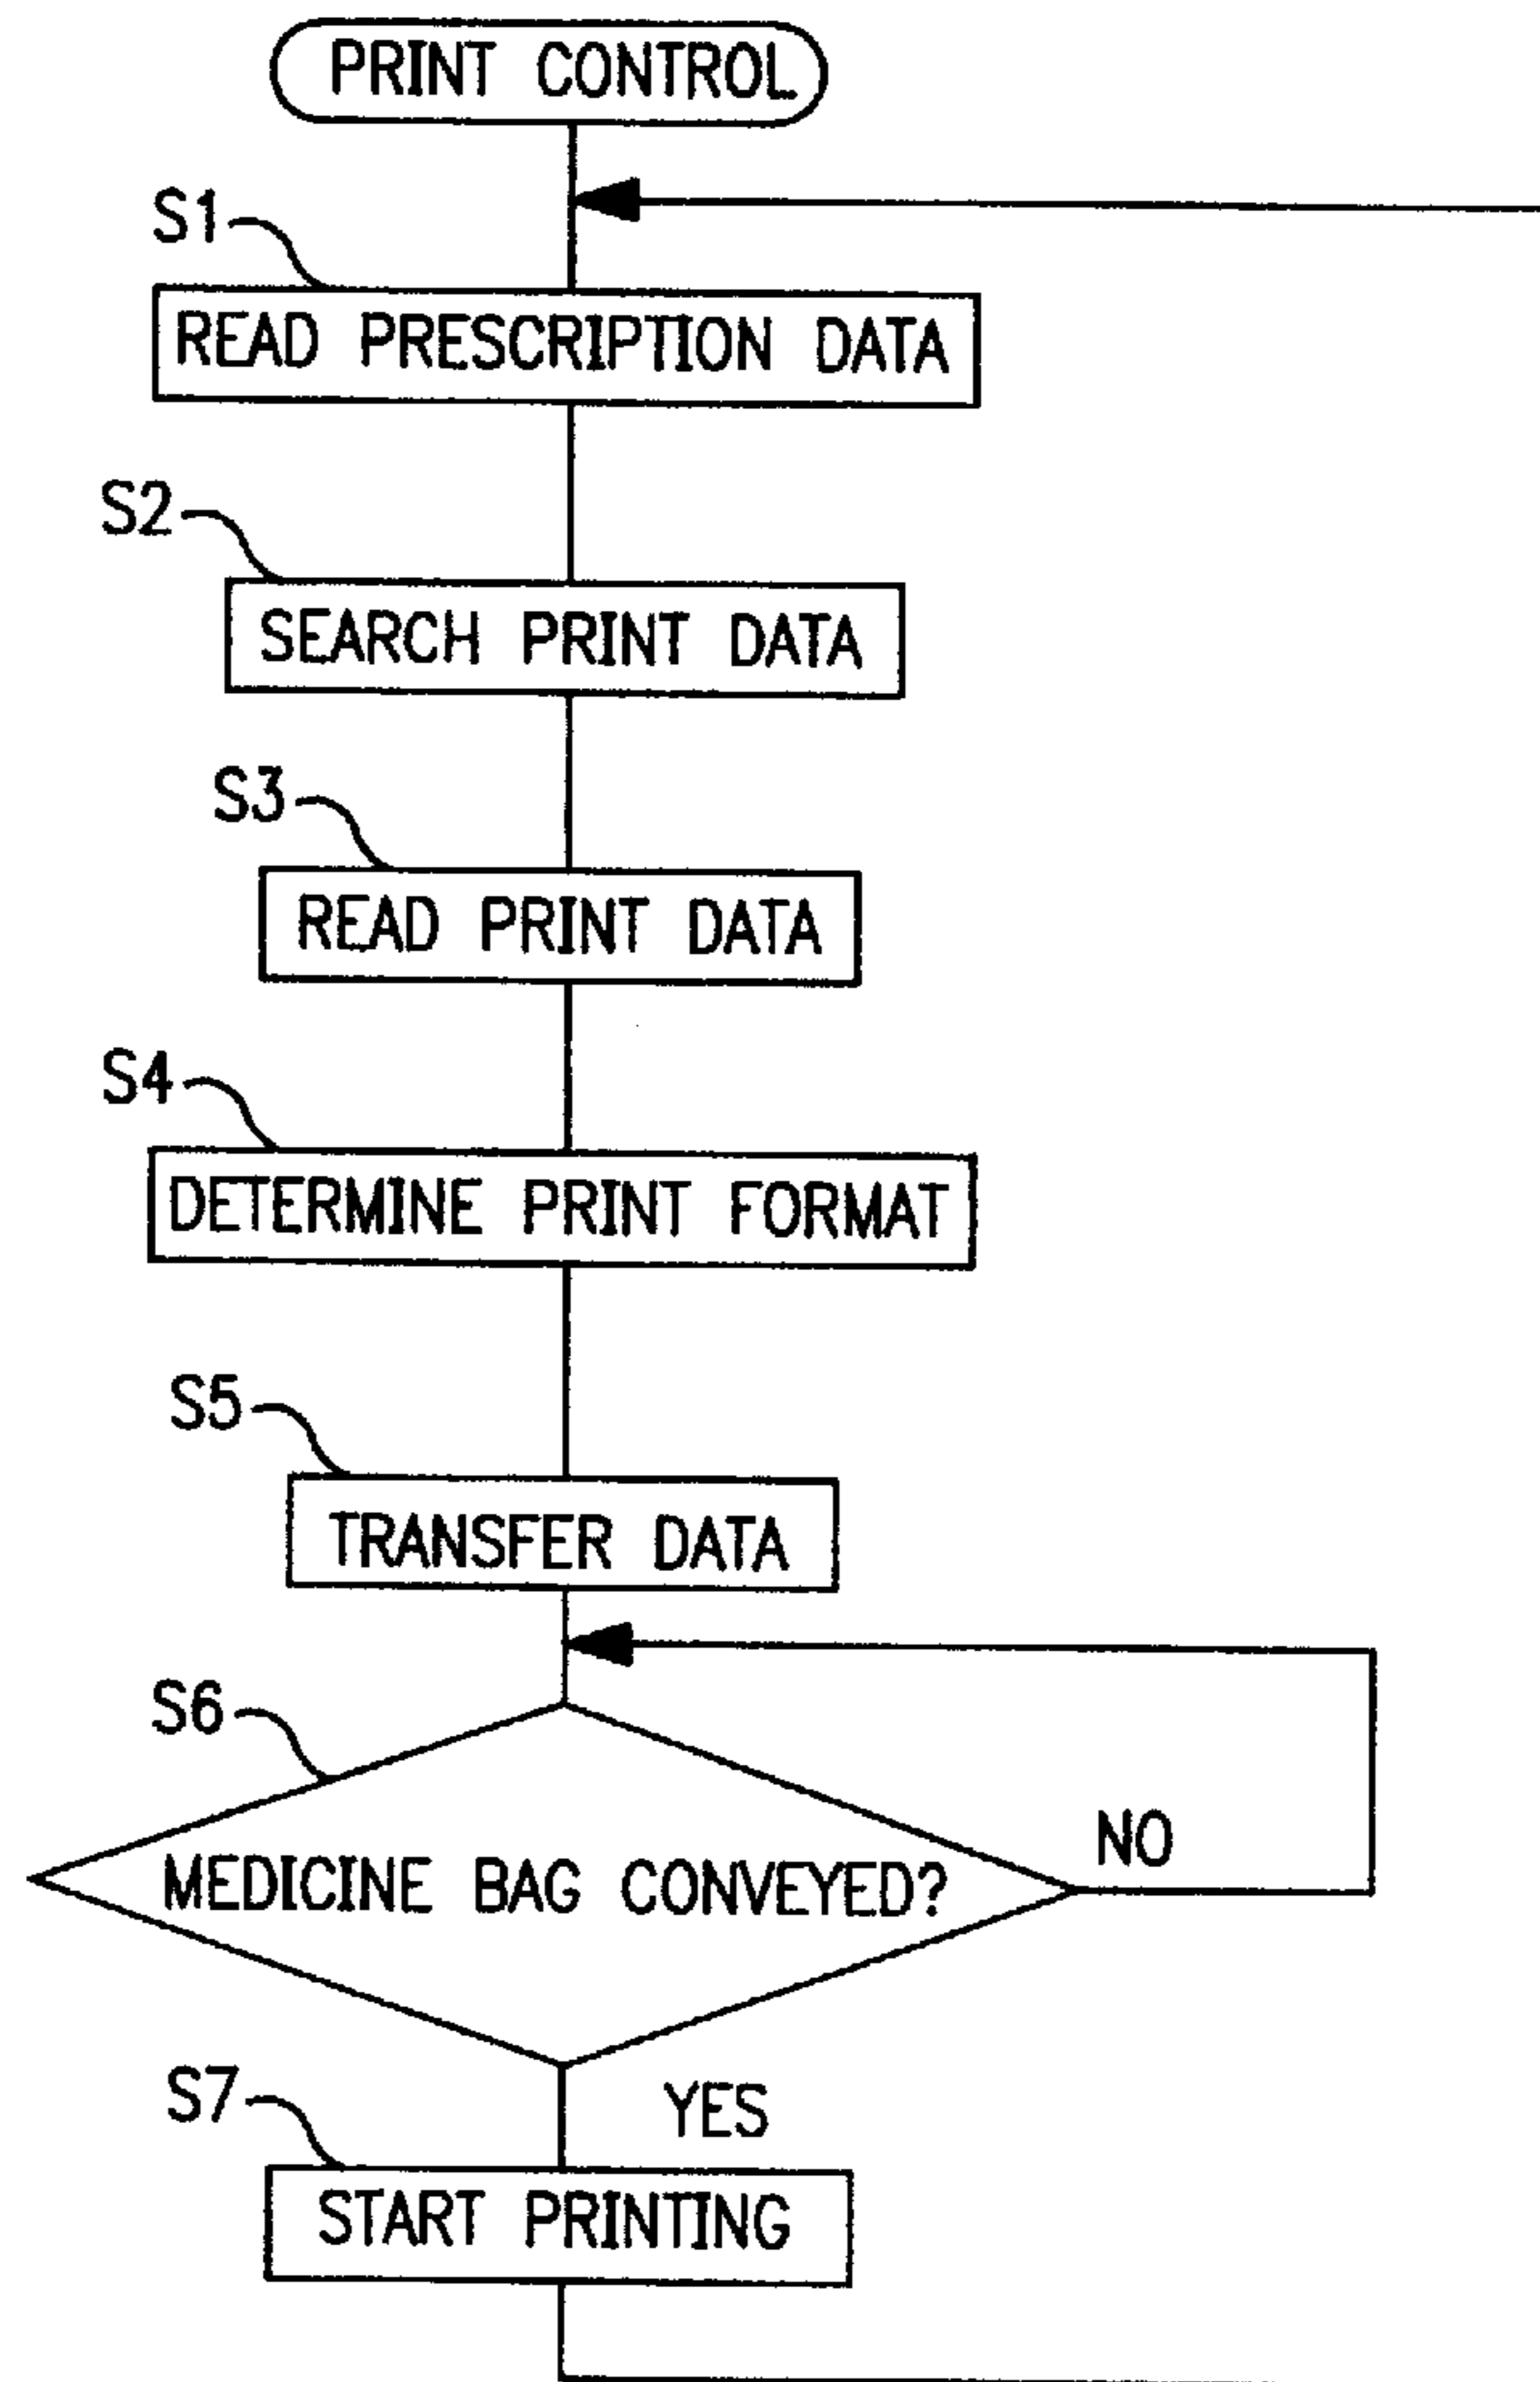 PRINT CONTROL
S1
READ PRESCRIPTION DATA
S2
SEARCH PRINT DATA
S3
READ PRINT DATA
S4
DETERMINE PRINT FORMAT
S5
TRANSFER DATA
S6
MEDICINE BAG CONVEYED?
NO
YES
S7
START PRINTING